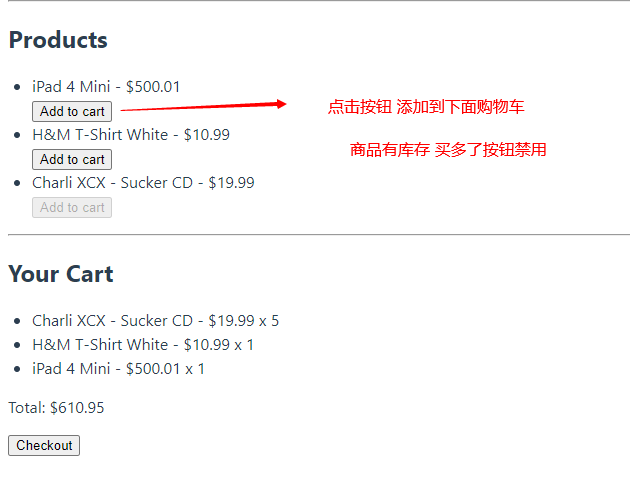 Products
iPad 4 Mini - $500.01
Add to cart
点击按钮 添加到下面购物车
H&M T-Shirt White - $10.99
商品有库存 买多了按钮禁用
Add to cart
Charli XCX - Sucker CD - $19.99
Add to cart
Your Cart
Charli XCX - Sucker CD - $19.99 x 5
H&M T-Shirt White - $10.99 x 1
iPad 4 Mini - $500.01 x 1
Total: $610.95
Checkout